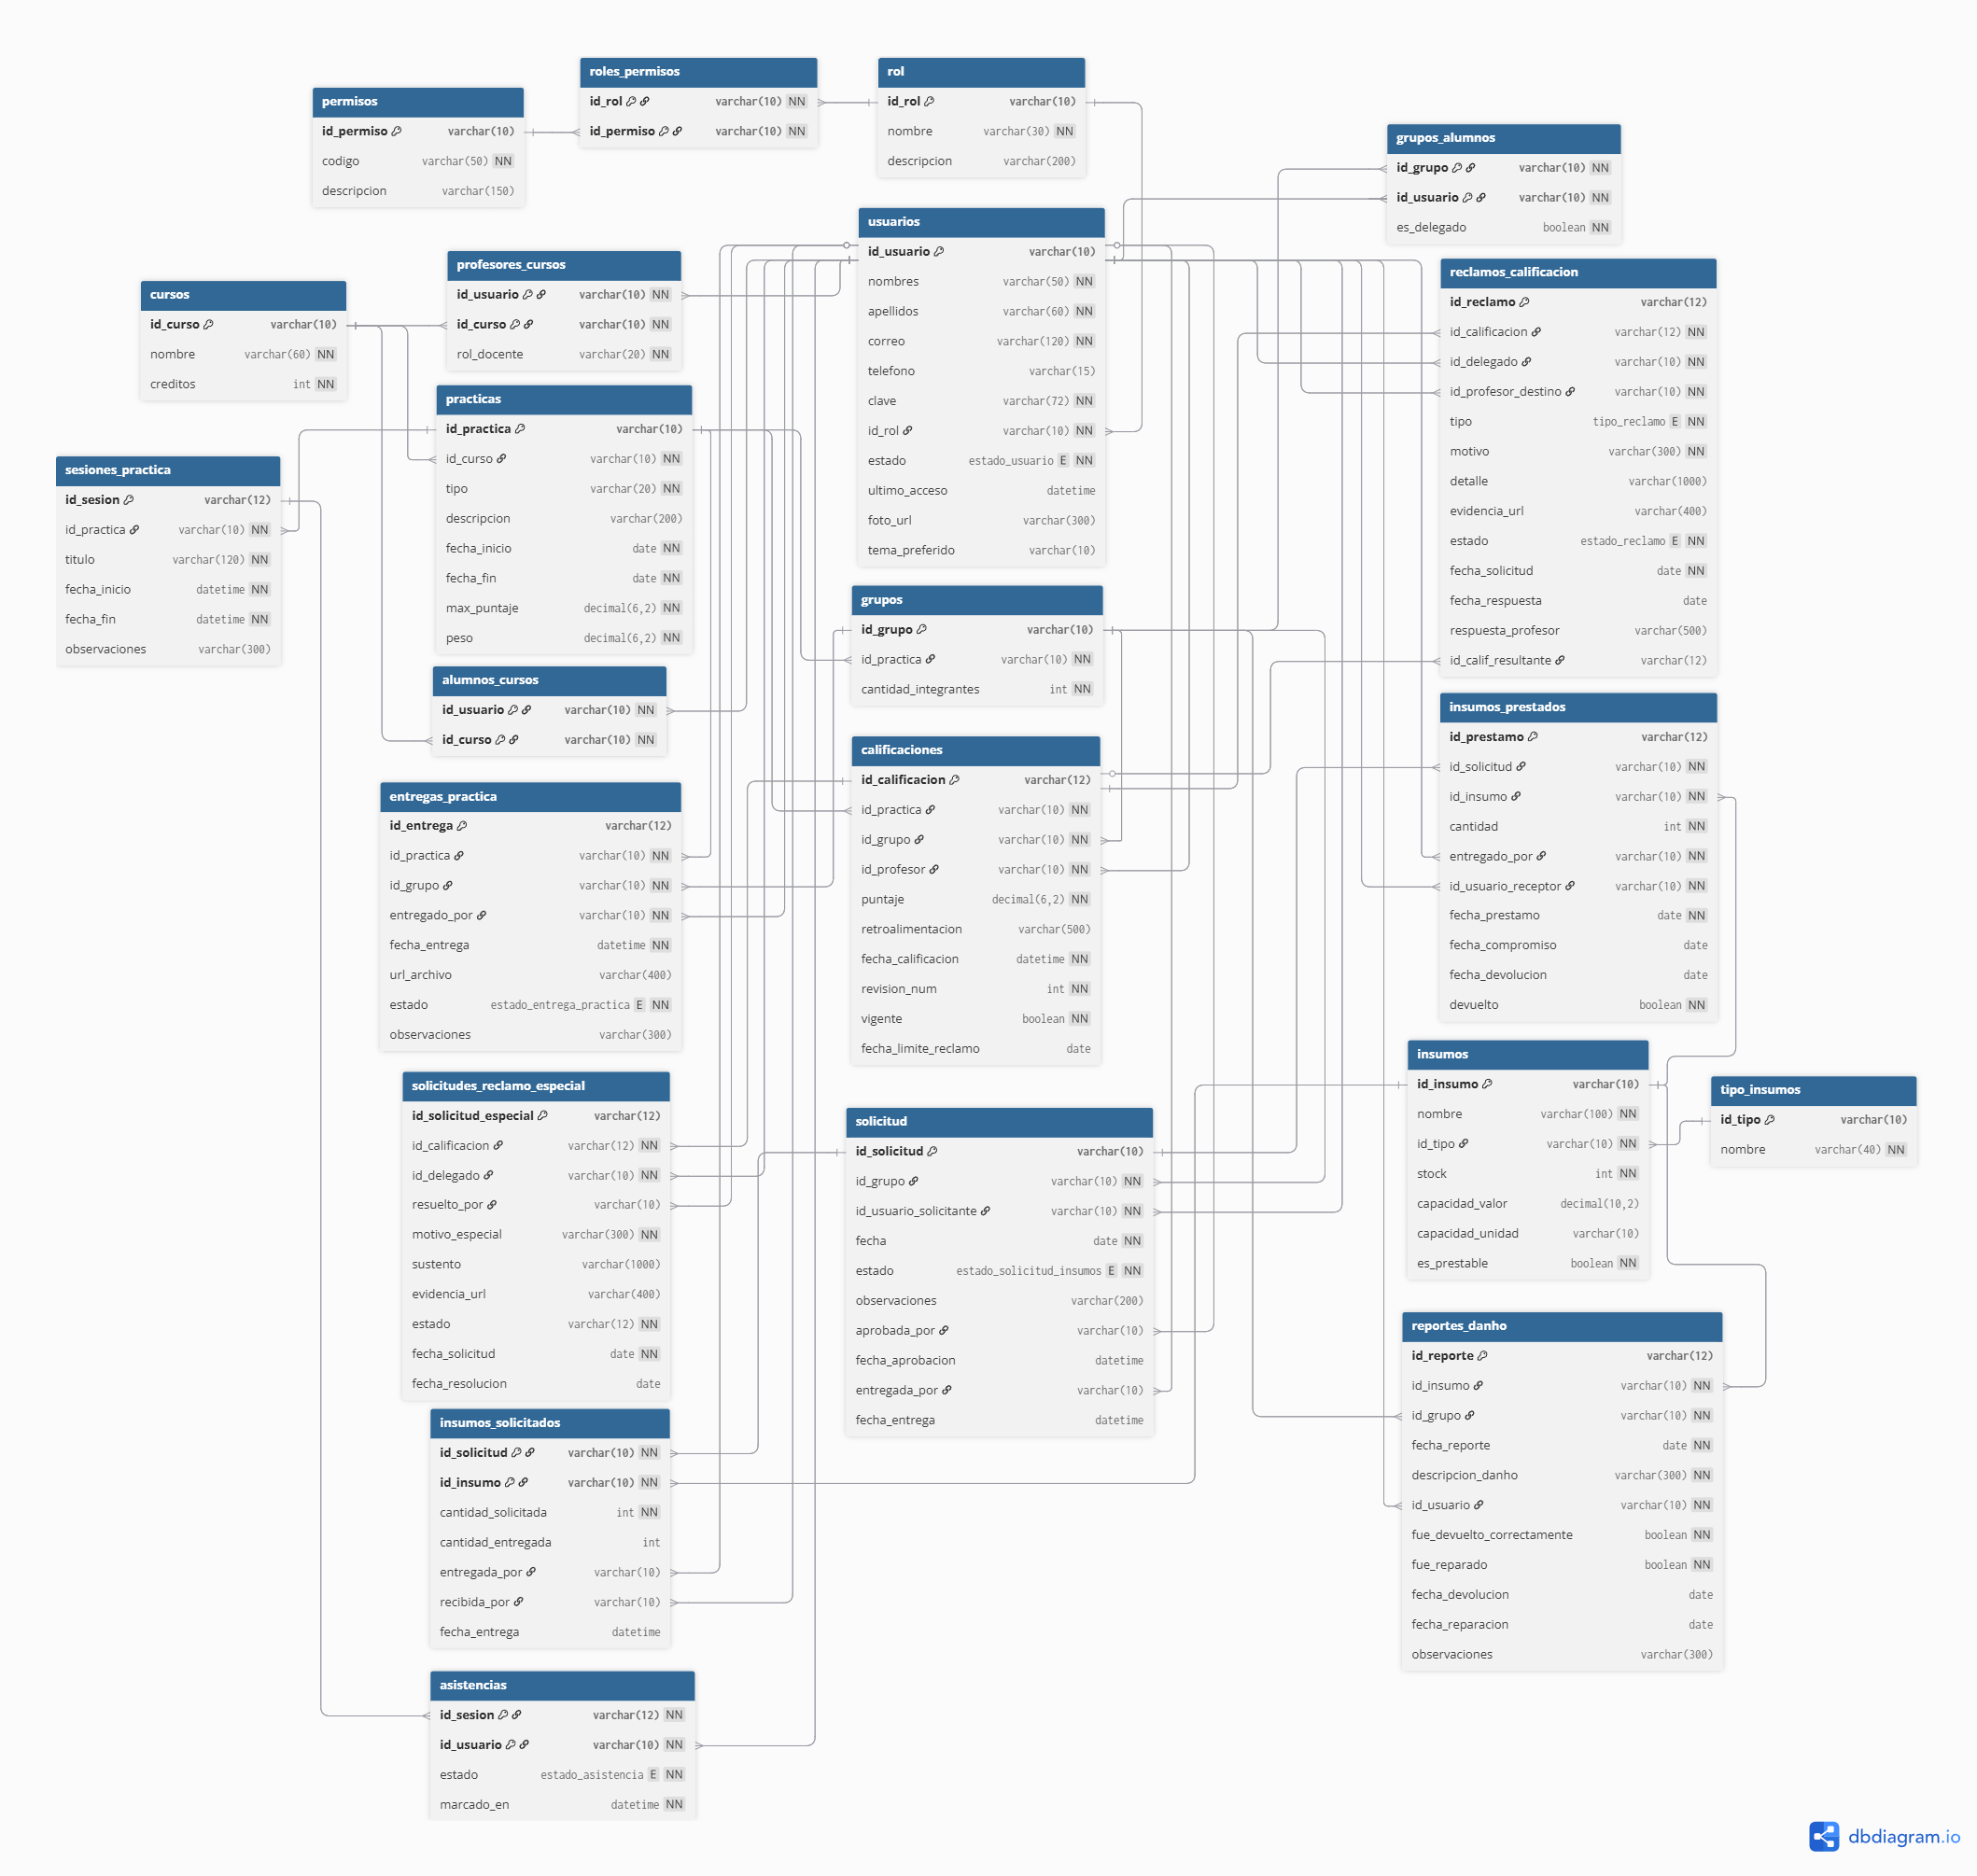 permisos
id_permiso varchar(10)
codigo varchar(50) NN
descripcion varchar(150)
roles_permisos
id_rol varchar(10) NN
id_permiso varchar(10) NN
rol
id_rol varchar(10)
nombre varchar(30) NN
descripcion varchar(200)
grupos_alumnos
id_grupo varchar(10) NN
id_usuario varchar(10) NN
es_delegado boolean NN
usuarios
id_usuario varchar(10)
nombres varchar(50) NN
apellidos varchar(60) NN
correo varchar(120) NN
telefono varchar(15)
clave varchar(72) NN
id_rol varchar(10) NN
estado estado_usuario E NN
ultimo_acceso datetime
foto_url varchar(300)
tema_preferido varchar(10)
profesores_cursos
id_usuario varchar(10) NN
id_curso varchar(10) NN
rol_docente varchar(20) NN
cursos
id_curso varchar(10)
nombre varchar(60) NN
creditos int NN
reclamos_calificacion
id_reclamo varchar(12)
id_calificacion varchar(12) NN
id_delegado varchar(10) NN
id_profesor_destino varchar(10) NN
tipo tipo_reclamo E NN
motivo varchar(300) NN
detalle varchar(1000)
evidencia_url varchar(400)
estado estado_reclamo E NN
fecha_solicitud date NN
fecha_respuesta date
respuesta_profesor varchar(500)
id_calif_resultante varchar(12)
practicas
id_practica varchar(10)
id_curso varchar(10) NN
tipo varchar(20) NN
descripcion varchar(200)
fecha_inicio date NN
fecha_fin date NN
max_puntaje decimal(6,2) NN
peso decimal(6,2) NN
sesiones_practica
id_sesion varchar(12)
id_practica varchar(10) NN
titulo varchar(120) NN
fecha_inicio datetime NN
fecha_fin datetime NN
observaciones varchar(300)
grupos
id_grupo varchar(10)
id_practica varchar(10) NN
cantidad_integrantes int NN
alumnos_cursos
id_usuario varchar(10) NN
id_curso varchar(10) NN
insumos_prestados
id_prestamo varchar(12)
id_solicitud varchar(10) NN
id_insumo varchar(10) NN
cantidad int NN
entregado_por varchar(10) NN
id_usuario_receptor varchar(10) NN
fecha_prestamo date NN
fecha_compromiso date
fecha_devolucion date
devuelto boolean NN
calificaciones
id_calificacion varchar(12)
id_practica varchar(10) NN
id_grupo varchar(10) NN
id_profesor varchar(10) NN
puntaje decimal(6,2) NN
retroalimentacion varchar(500)
fecha_calificacion datetime NN
revision_num int NN
vigente boolean NN
fecha_limite_reclamo date
entregas_practica
id_entrega varchar(12)
id_practica varchar(10) NN
id_grupo varchar(10) NN
entregado_por varchar(10) NN
fecha_entrega datetime NN
url_archivo varchar(400)
estado estado_entrega_practica E NN
observaciones varchar(300)
insumos
id_insumo varchar(10)
nombre varchar(100) NN
id_tipo varchar(10) NN
stock int NN
capacidad_valor decimal(10,2)
capacidad_unidad varchar(10)
es_prestable boolean NN
tipo_insumos
id_tipo varchar(10)
nombre varchar(40) NN
solicitudes_reclamo_especial
id_solicitud_especial varchar(12)
id_calificacion varchar(12) NN
id_delegado varchar(10) NN
resuelto_por varchar(10)
motivo_especial varchar(300) NN
sustento varchar(1000)
evidencia_url varchar(400)
estado varchar(12) NN
fecha_solicitud date NN
fecha_resolucion date
solicitud
id_solicitud varchar(10)
id_grupo varchar(10) NN
id_usuario_solicitante varchar(10) NN
fecha date NN
estado estado_solicitud_insumos E NN
observaciones varchar(200)
aprobada_por varchar(10)
fecha_aprobacion datetime
entregada_por varchar(10)
fecha_entrega datetime
reportes_danho
id_reporte varchar(12)
id_insumo varchar(10) NN
id_grupo varchar(10) NN
fecha_reporte date NN
descripcion_danho varchar(300) NN
id_usuario varchar(10) NN
fue_devuelto_correctamente boolean NN
fue_reparado boolean NN
fecha_devolucion date
fecha_reparacion date
observaciones varchar(300)
insumos_solicitados
id_solicitud varchar(10) NN
id_insumo varchar(10) NN
cantidad_solicitada int NN
cantidad_entregada int
entregada_por varchar(10)
recibida_por varchar(10)
fecha_entrega datetime
asistencias
id_sesion varchar(12) NN
id_usuario varchar(10) NN
estado estado_asistencia E NN
marcado_en datetime NN
dbdiagram.io